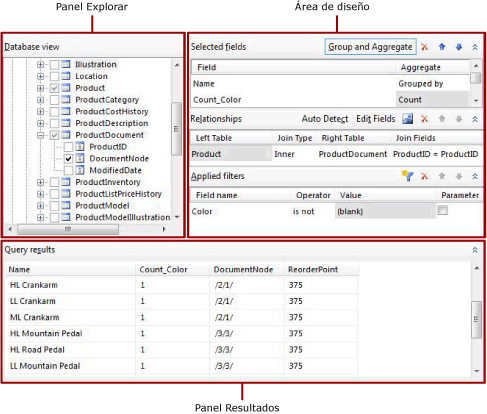 Panel Explorar
Área de diseño
Database view
Illustration
Location
Product
ProductCategory
ProductCostHistory
ProductDescription
ProductDocument
ProductID
DocumentNode
ModifiedDate
ProductInventory
ProductListPriceHistory
ProductModel
ProductModelIllustration
Selected fields Group and Aggregate
Field Aggregate
Name Grouped by
Count_Color Count
Relationships Auto Detect Edit Fields
Left Table Join Type Right Table Join Fields
Product Inner ProductDocument ProductID = ProductID
Applied filters
Field name Operator Value Parameter
Color is not (blank)
Query results
Name Count_Color DocumentNode ReorderPoint
HL Crankarm 1 /2/1/ 375
LL Crankarm 1 /2/1/ 375
ML Crankarm 1 /2/1/ 375
HL Mountain Pedal 1 /3/3/ 375
HL Road Pedal 1 /3/3/ 375
LL Mountain Pedal 1 /3/3/ 375
Panel Resultados